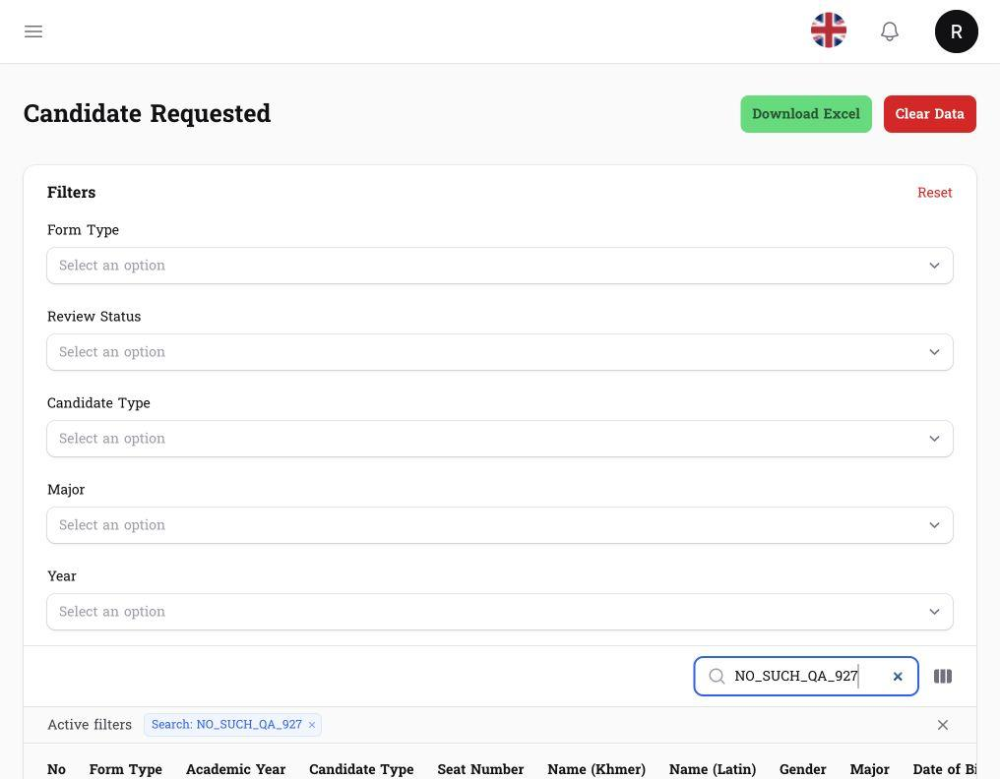 R
Candidate Requested
Download Excel
Clear Data
Filters
Reset
Form Type
Select an option
Review Status
Select an option
Candidate Type
Select an option
Major
Select an option
Year
Select an option
NO_SUCH_QA_927
Active filters
Search: NO_SUCH_QA_927
No Form Type Academic Year Candidate Type Seat Number Name (Khmer) Name (Latin) Gender Major Date of Bi